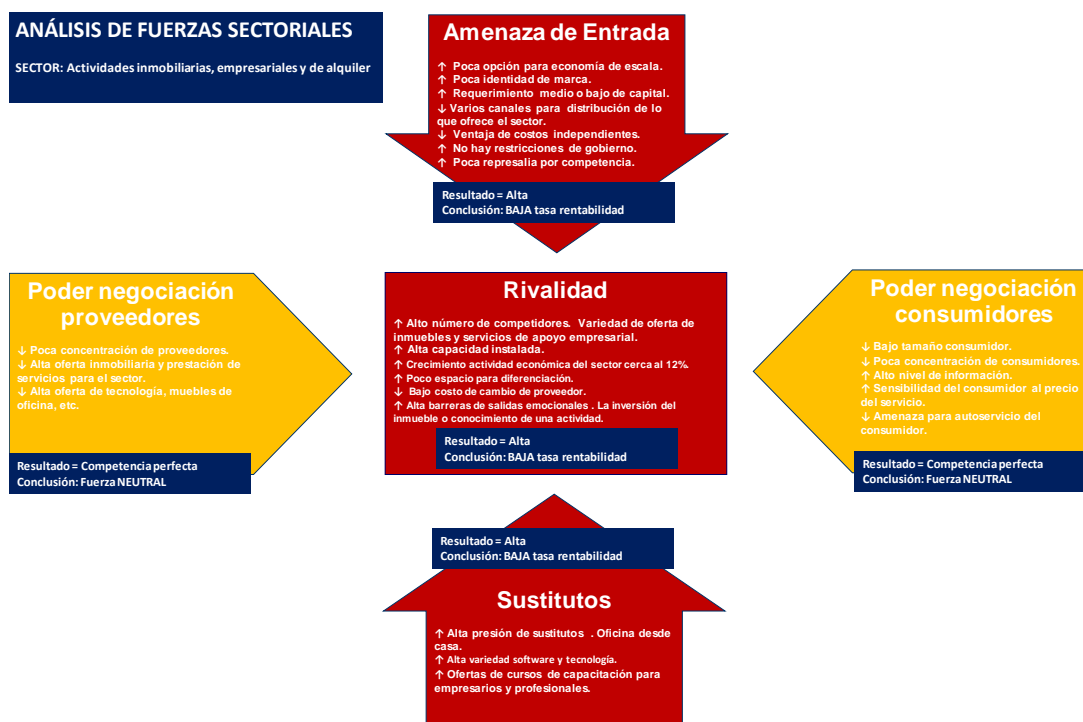 ANÁLISIS DE FUERZAS SECTORIALES
SECTOR: Actividades inmobiliarias, empresariales y de alquiler
Amenaza de Entrada
↑ Poca opción para economía de escala.
↑ Poca identidad de marca.
↑ Requerimiento medio o bajo de capital.
↓ Varios canales para distribución de lo
que ofrece el sector.
↓ Ventaja de costos independientes.
↑ No hay restricciones de gobierno.
↑ Poca represalia por competencia.
Resultado = Alta
Conclusión: BAJA tasa rentabilidad
Poder negociación
proveedores
↓ Poca concentración de proveedores.
↓ Alta oferta inmobiliaria y prestación de
servicios para el sector.
↓ Alta oferta de tecnología, muebles de
oficina, etc.
Resultado = Competencia perfecta
Conclusión: Fuerza NEUTRAL
Rivalidad
↑ Alto número de competidores. Variedad de oferta de
inmuebles y servicios de apoyo empresarial.
↑ Alta capacidad instalada.
↑ Crecimiento actividad económica del sector cerca al 12%.
↑ Poco espacio para diferenciación.
↓ Bajo costo de cambio de proveedor.
↑ Alta barreras de salidas emocionales . La inversión del
inmueble o conocimiento de una actividad.
Resultado = Alta
Conclusión: BAJA tasa rentabilidad
Poder negociación
consumidores
↓ Bajo tamaño consumidor.
↓ Poca concentración de consumidores.
↑ Alto nivel de información.
↑ Sensibilidad del consumidor al precio
del servicio.
↓ Amenaza para autoservicio del
consumidor.
Resultado = Competencia perfecta
Conclusión: Fuerza NEUTRAL
Resultado = Alta
Conclusión: BAJA tasa rentabilidad
Sustitutos
↑ Alta presión de sustitutos . Oficina desde
casa.
↑ Alta variedad software y tecnología.
↑ Ofertas de cursos de capacitación para
empresarios y profesionales.